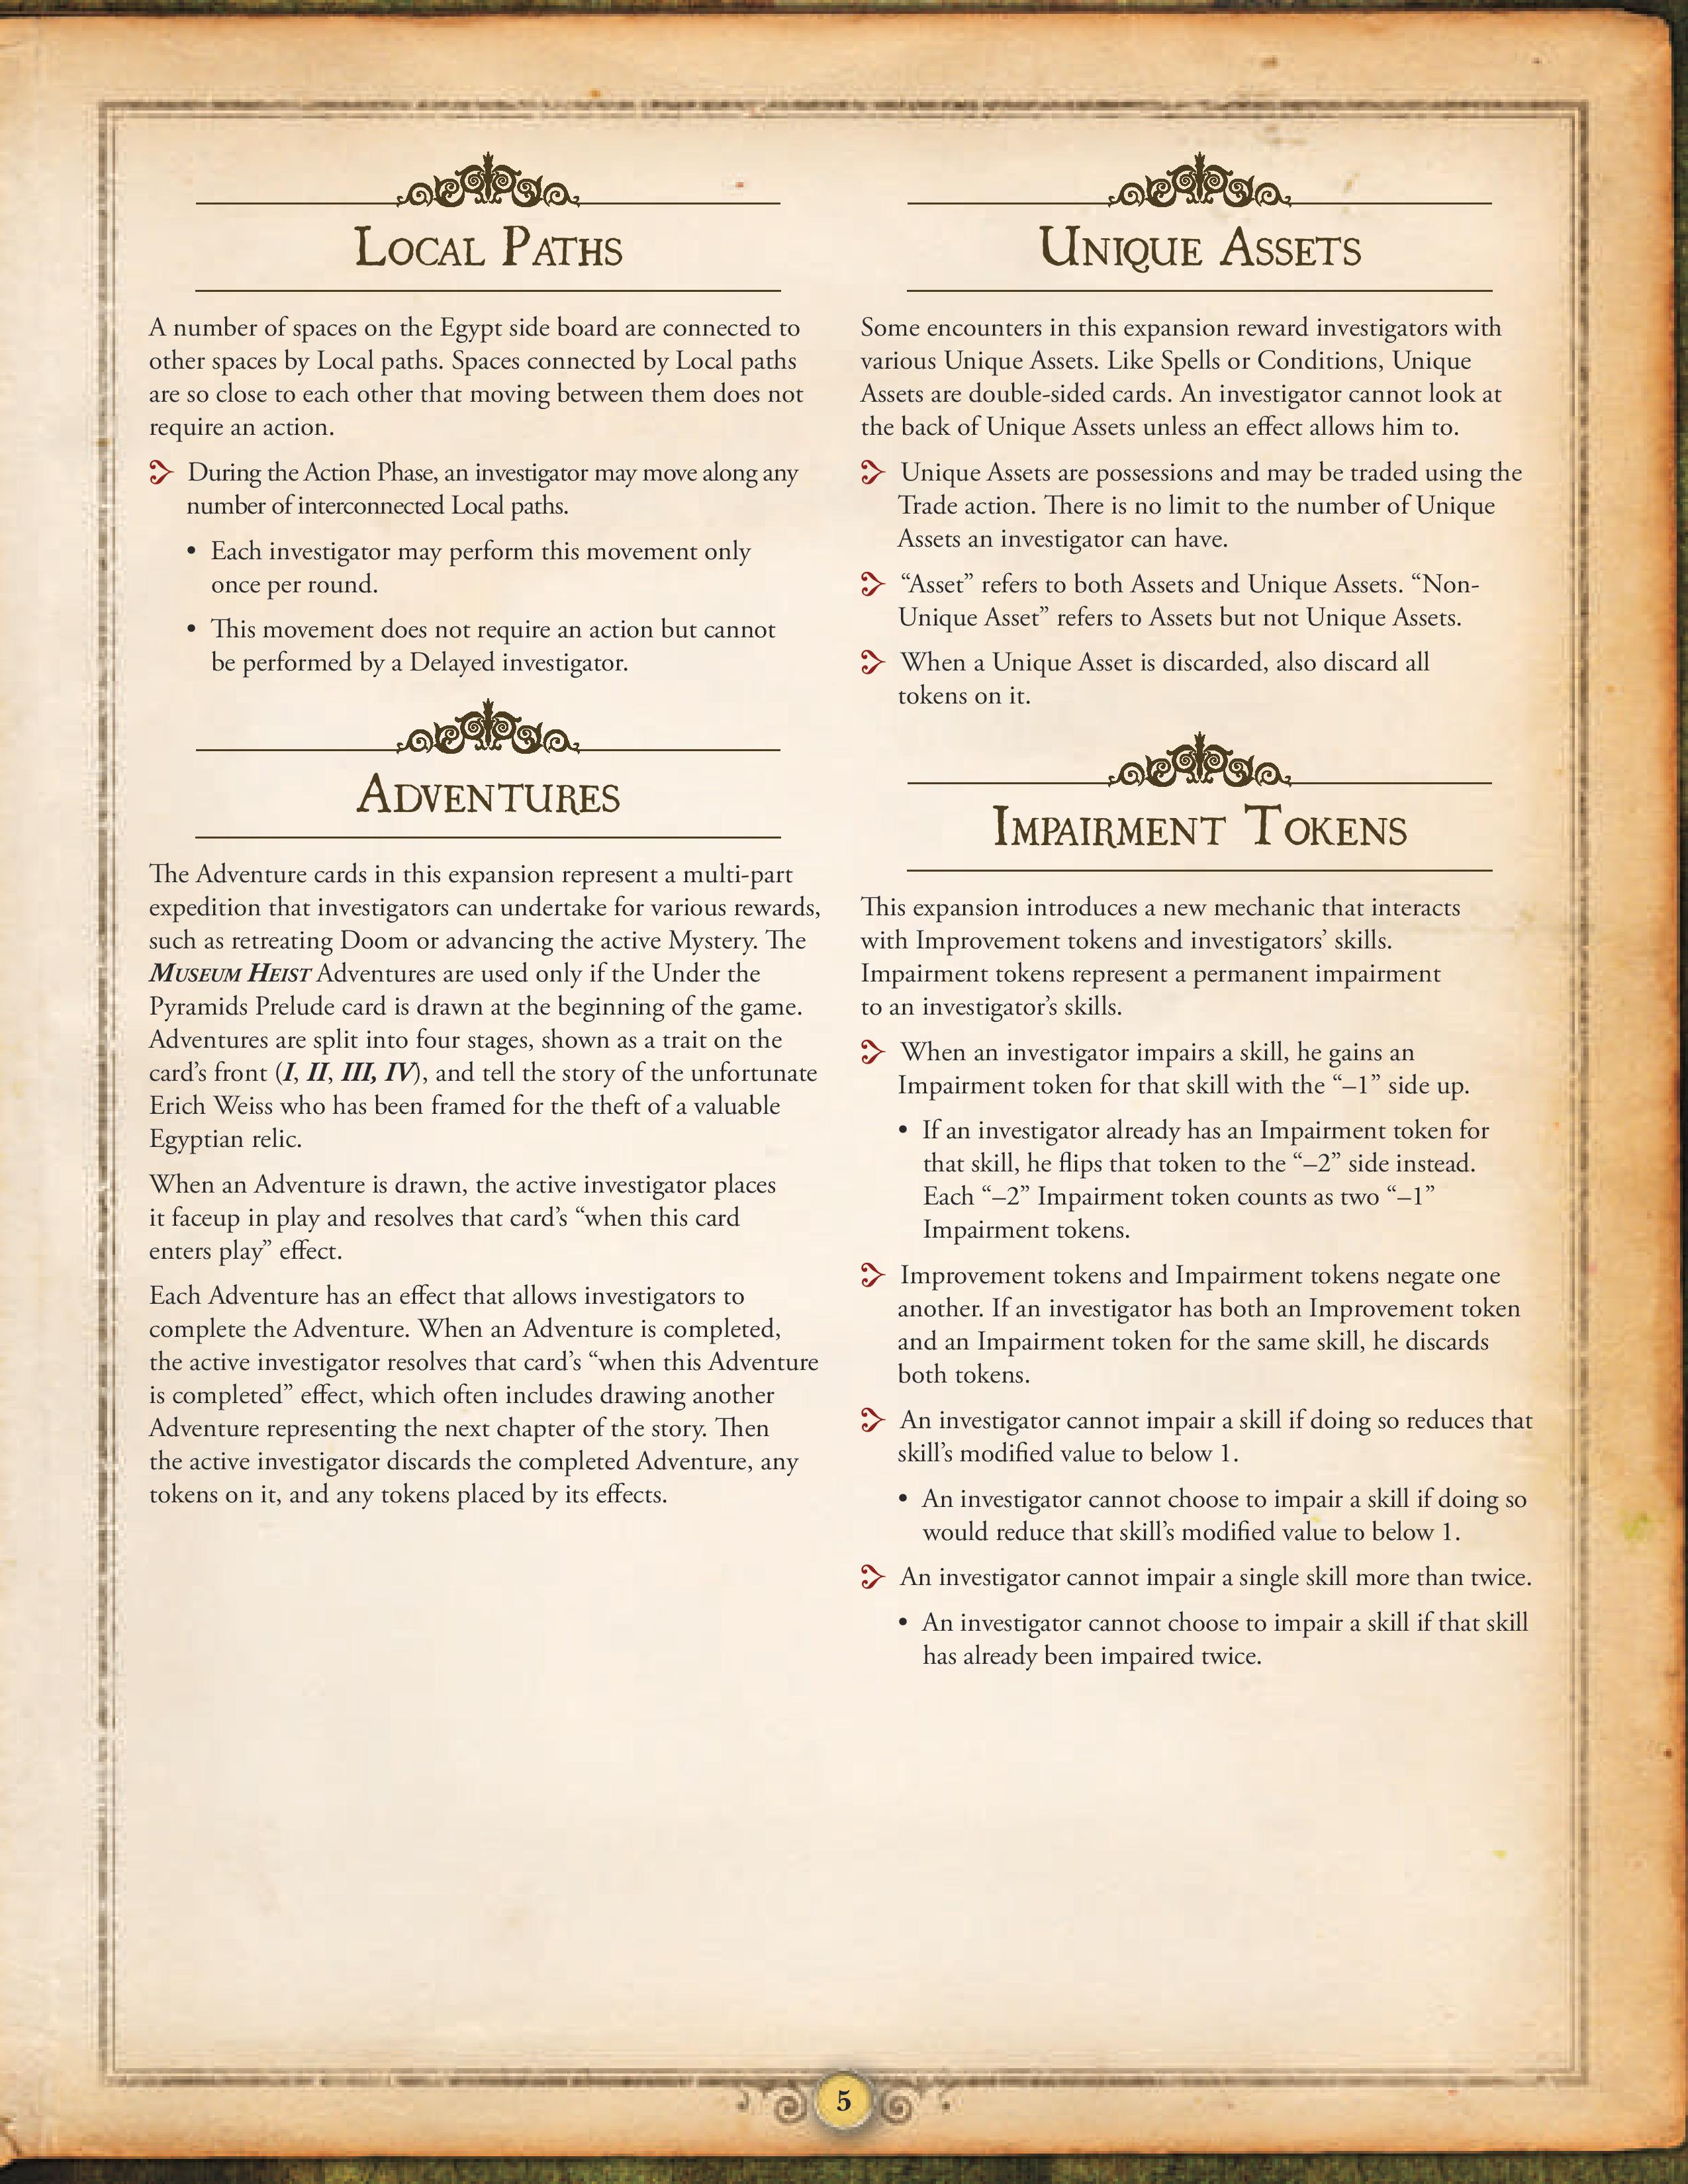 Local Paths
A number of spaces on the Egypt side board are connected to
other spaces by Local paths. Spaces connected by Local paths
are so close to each other that moving between them does not
require an action.
During the Action Phase, an investigator may move along any
number of interconnected Local paths.
• Each investigator may perform this movement only
once per round.
• This movement does not require an action but cannot
be performed by a Delayed investigator.
Adventures
The Adventure cards in this expansion represent a multi-part
expedition that investigators can undertake for various rewards,
such as retreating Doom or advancing the active Mystery. The
Museum Heist Adventures are used only if the Under the
Pyramids Prelude card is drawn at the beginning of the game.
Adventures are split into four stages, shown as a trait on the
card’s front (I, II, III, IV), and tell the story of the unfortunate
Erich Weiss who has been framed for the theft of a valuable
Egyptian relic.
When an Adventure is drawn, the active investigator places
it faceup in play and resolves that card’s “when this card
enters play” effect.
Each Adventure has an effect that allows investigators to
complete the Adventure. When an Adventure is completed,
the active investigator resolves that card’s “when this Adventure
is completed” effect, which often includes drawing another
Adventure representing the next chapter of the story. Then
the active investigator discards the completed Adventure, any
tokens on it, and any tokens placed by its effects.
Unique Assets
Some encounters in this expansion reward investigators with
various Unique Assets. Like Spells or Conditions, Unique
Assets are double-sided cards. An investigator cannot look at
the back of Unique Assets unless an effect allows him to.
Unique Assets are possessions and may be traded using the
Trade action. There is no limit to the number of Unique
Assets an investigator can have.
“Asset” refers to both Assets and Unique Assets. “Non-
Unique Asset” refers to Assets but not Unique Assets.
When a Unique Asset is discarded, also discard all
tokens on it.
Impairment Tokens
This expansion introduces a new mechanic that interacts
with Improvement tokens and investigators’ skills.
Impairment tokens represent a permanent impairment
to an investigator’s skills.
When an investigator impairs a skill, he gains an
Impairment token for that skill with the “–1” side up.
• If an investigator already has an Impairment token for
that skill, he flips that token to the “–2” side instead.
Each “–2” Impairment token counts as two “–1”
Impairment tokens.
Improvement tokens and Impairment tokens negate one
another. If an investigator has both an Improvement token
and an Impairment token for the same skill, he discards
both tokens.
An investigator cannot impair a skill if doing so reduces that
skill’s modified value to below 1.
• An investigator cannot choose to impair a skill if doing so
would reduce that skill’s modified value to below 1.
An investigator cannot impair a single skill more than twice.
• An investigator cannot choose to impair a skill if that skill
has already been impaired twice.
5